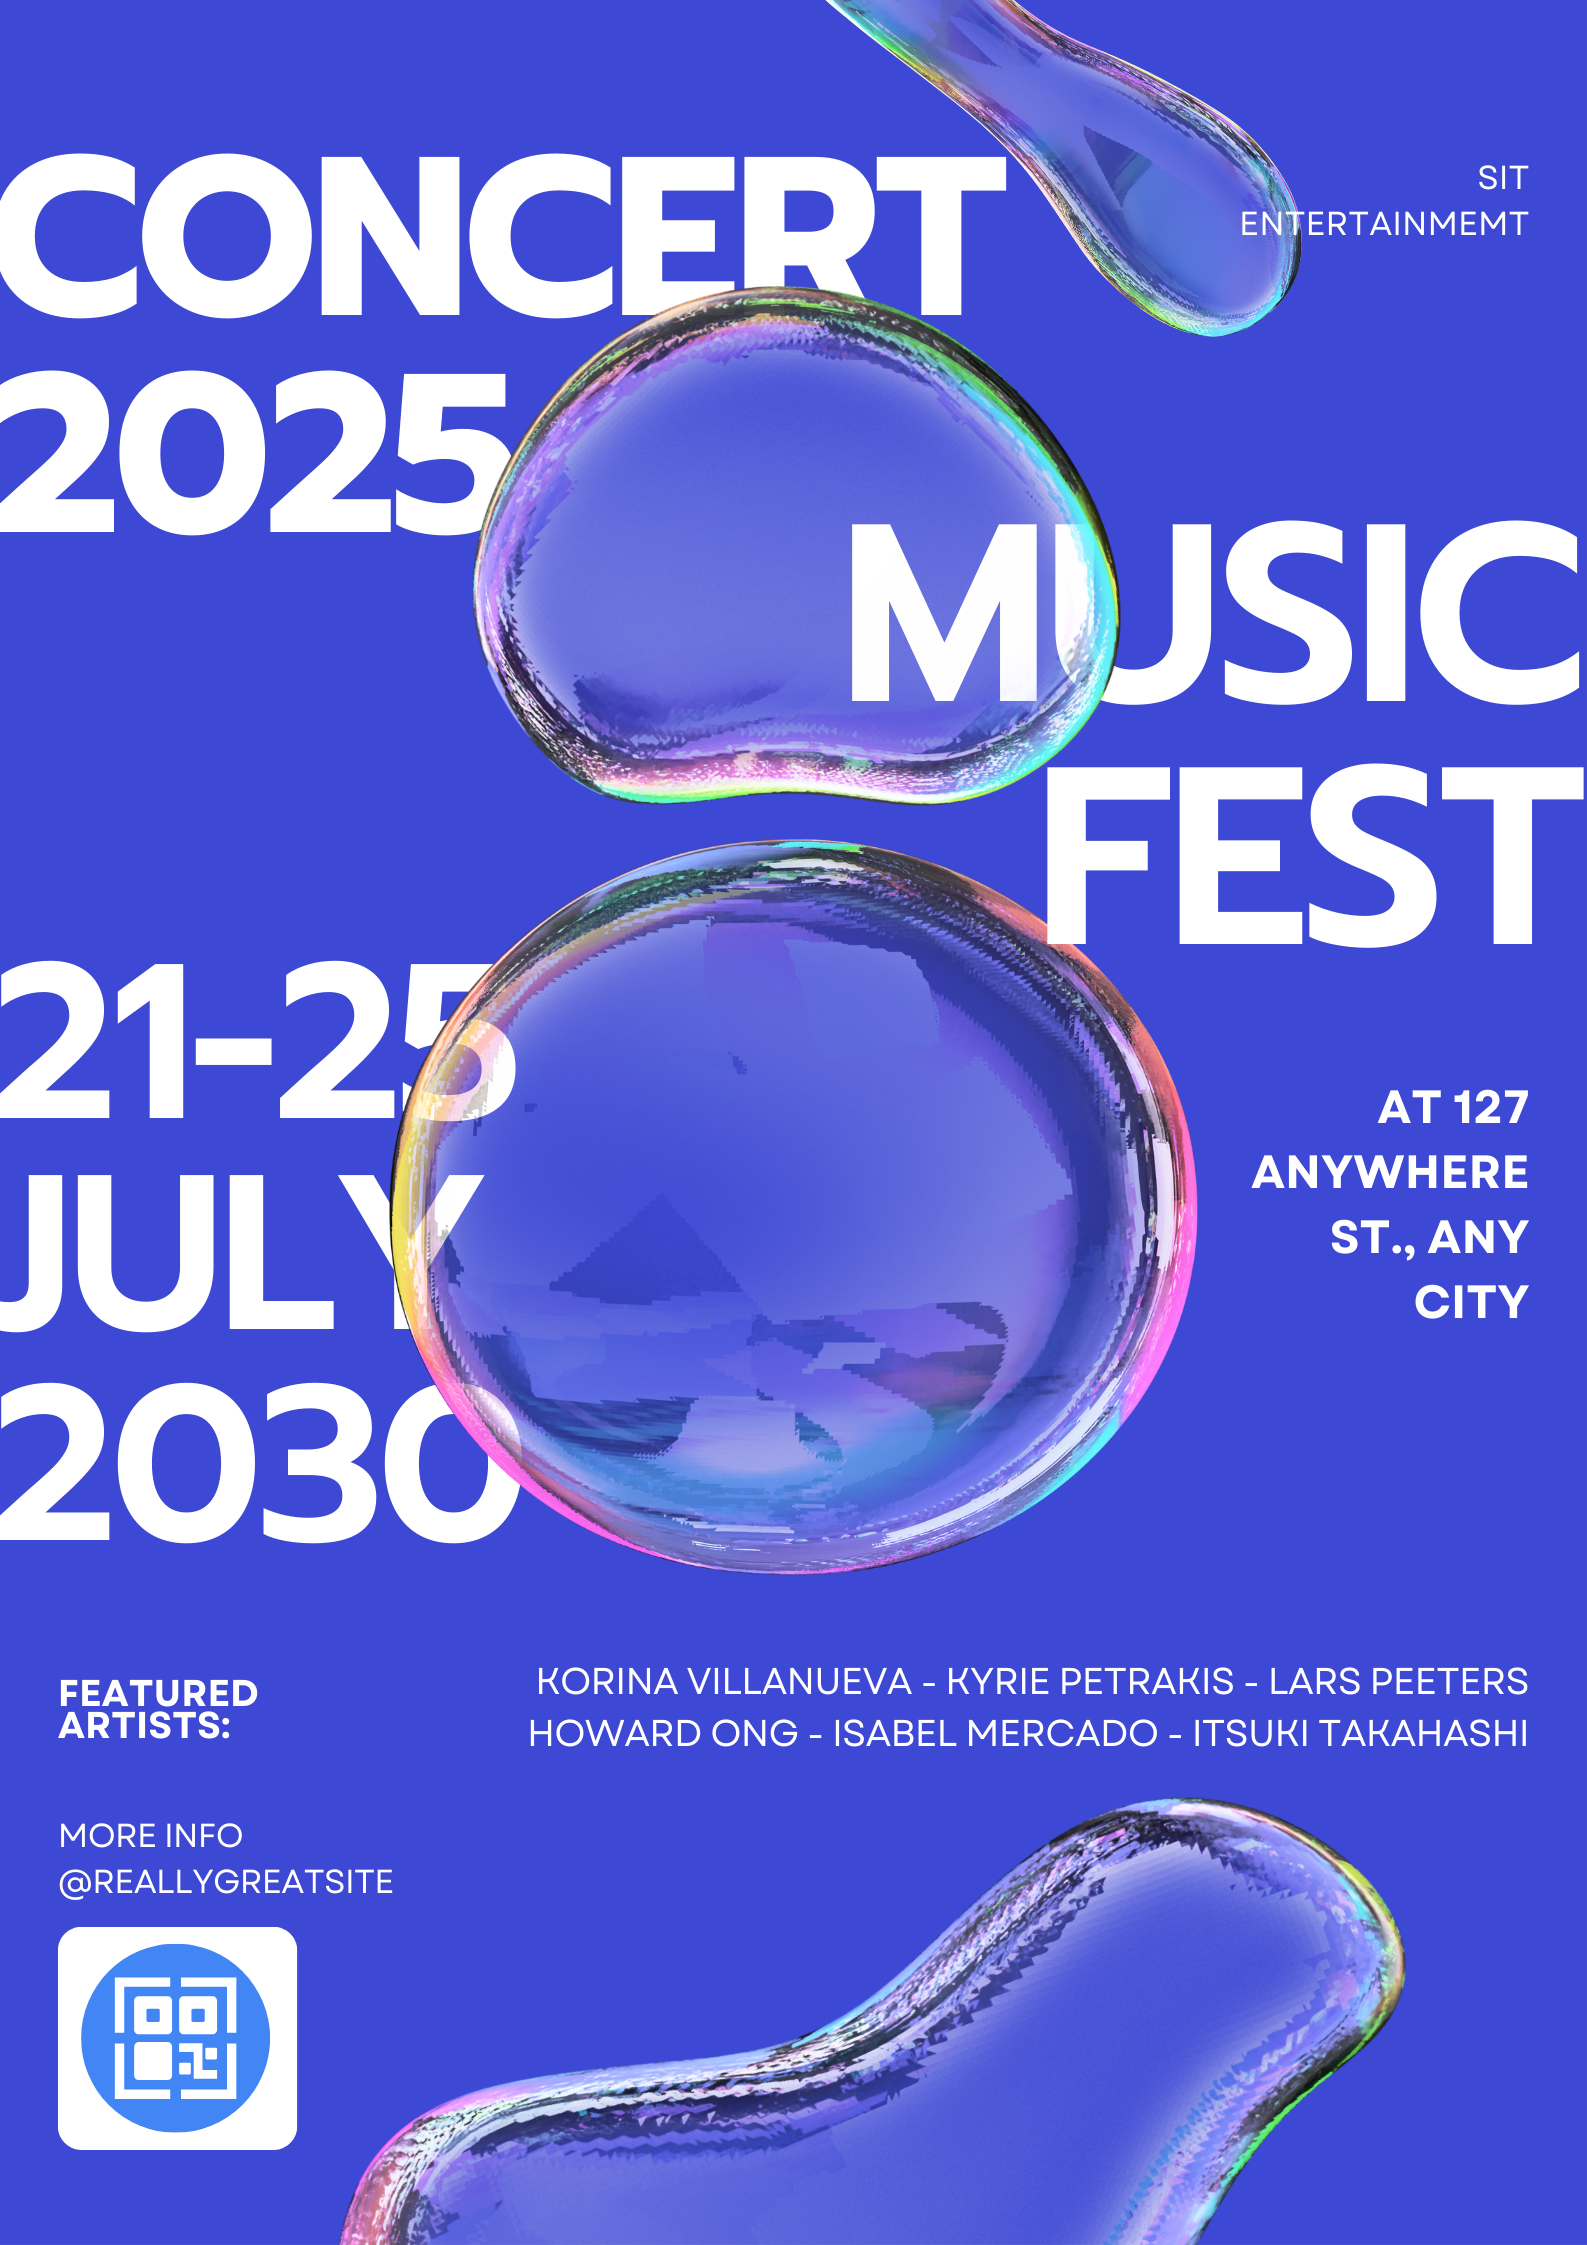 CONCERT
2025
SIT
ENTERTAINMEMT
MUSIC
FEST
21-25
JULY
2030
AT 127
ANYWHERE
ST., ANY
CITY
FEATURED
ARTISTS:
KORINA VILLANUEVA - KYRIE PETRAKIS - LARS PEETERS
HOWARD ONG - ISABEL MERCADO - ITSUKI TAKAHASHI
MORE INFO
@REALLYGREATSITE